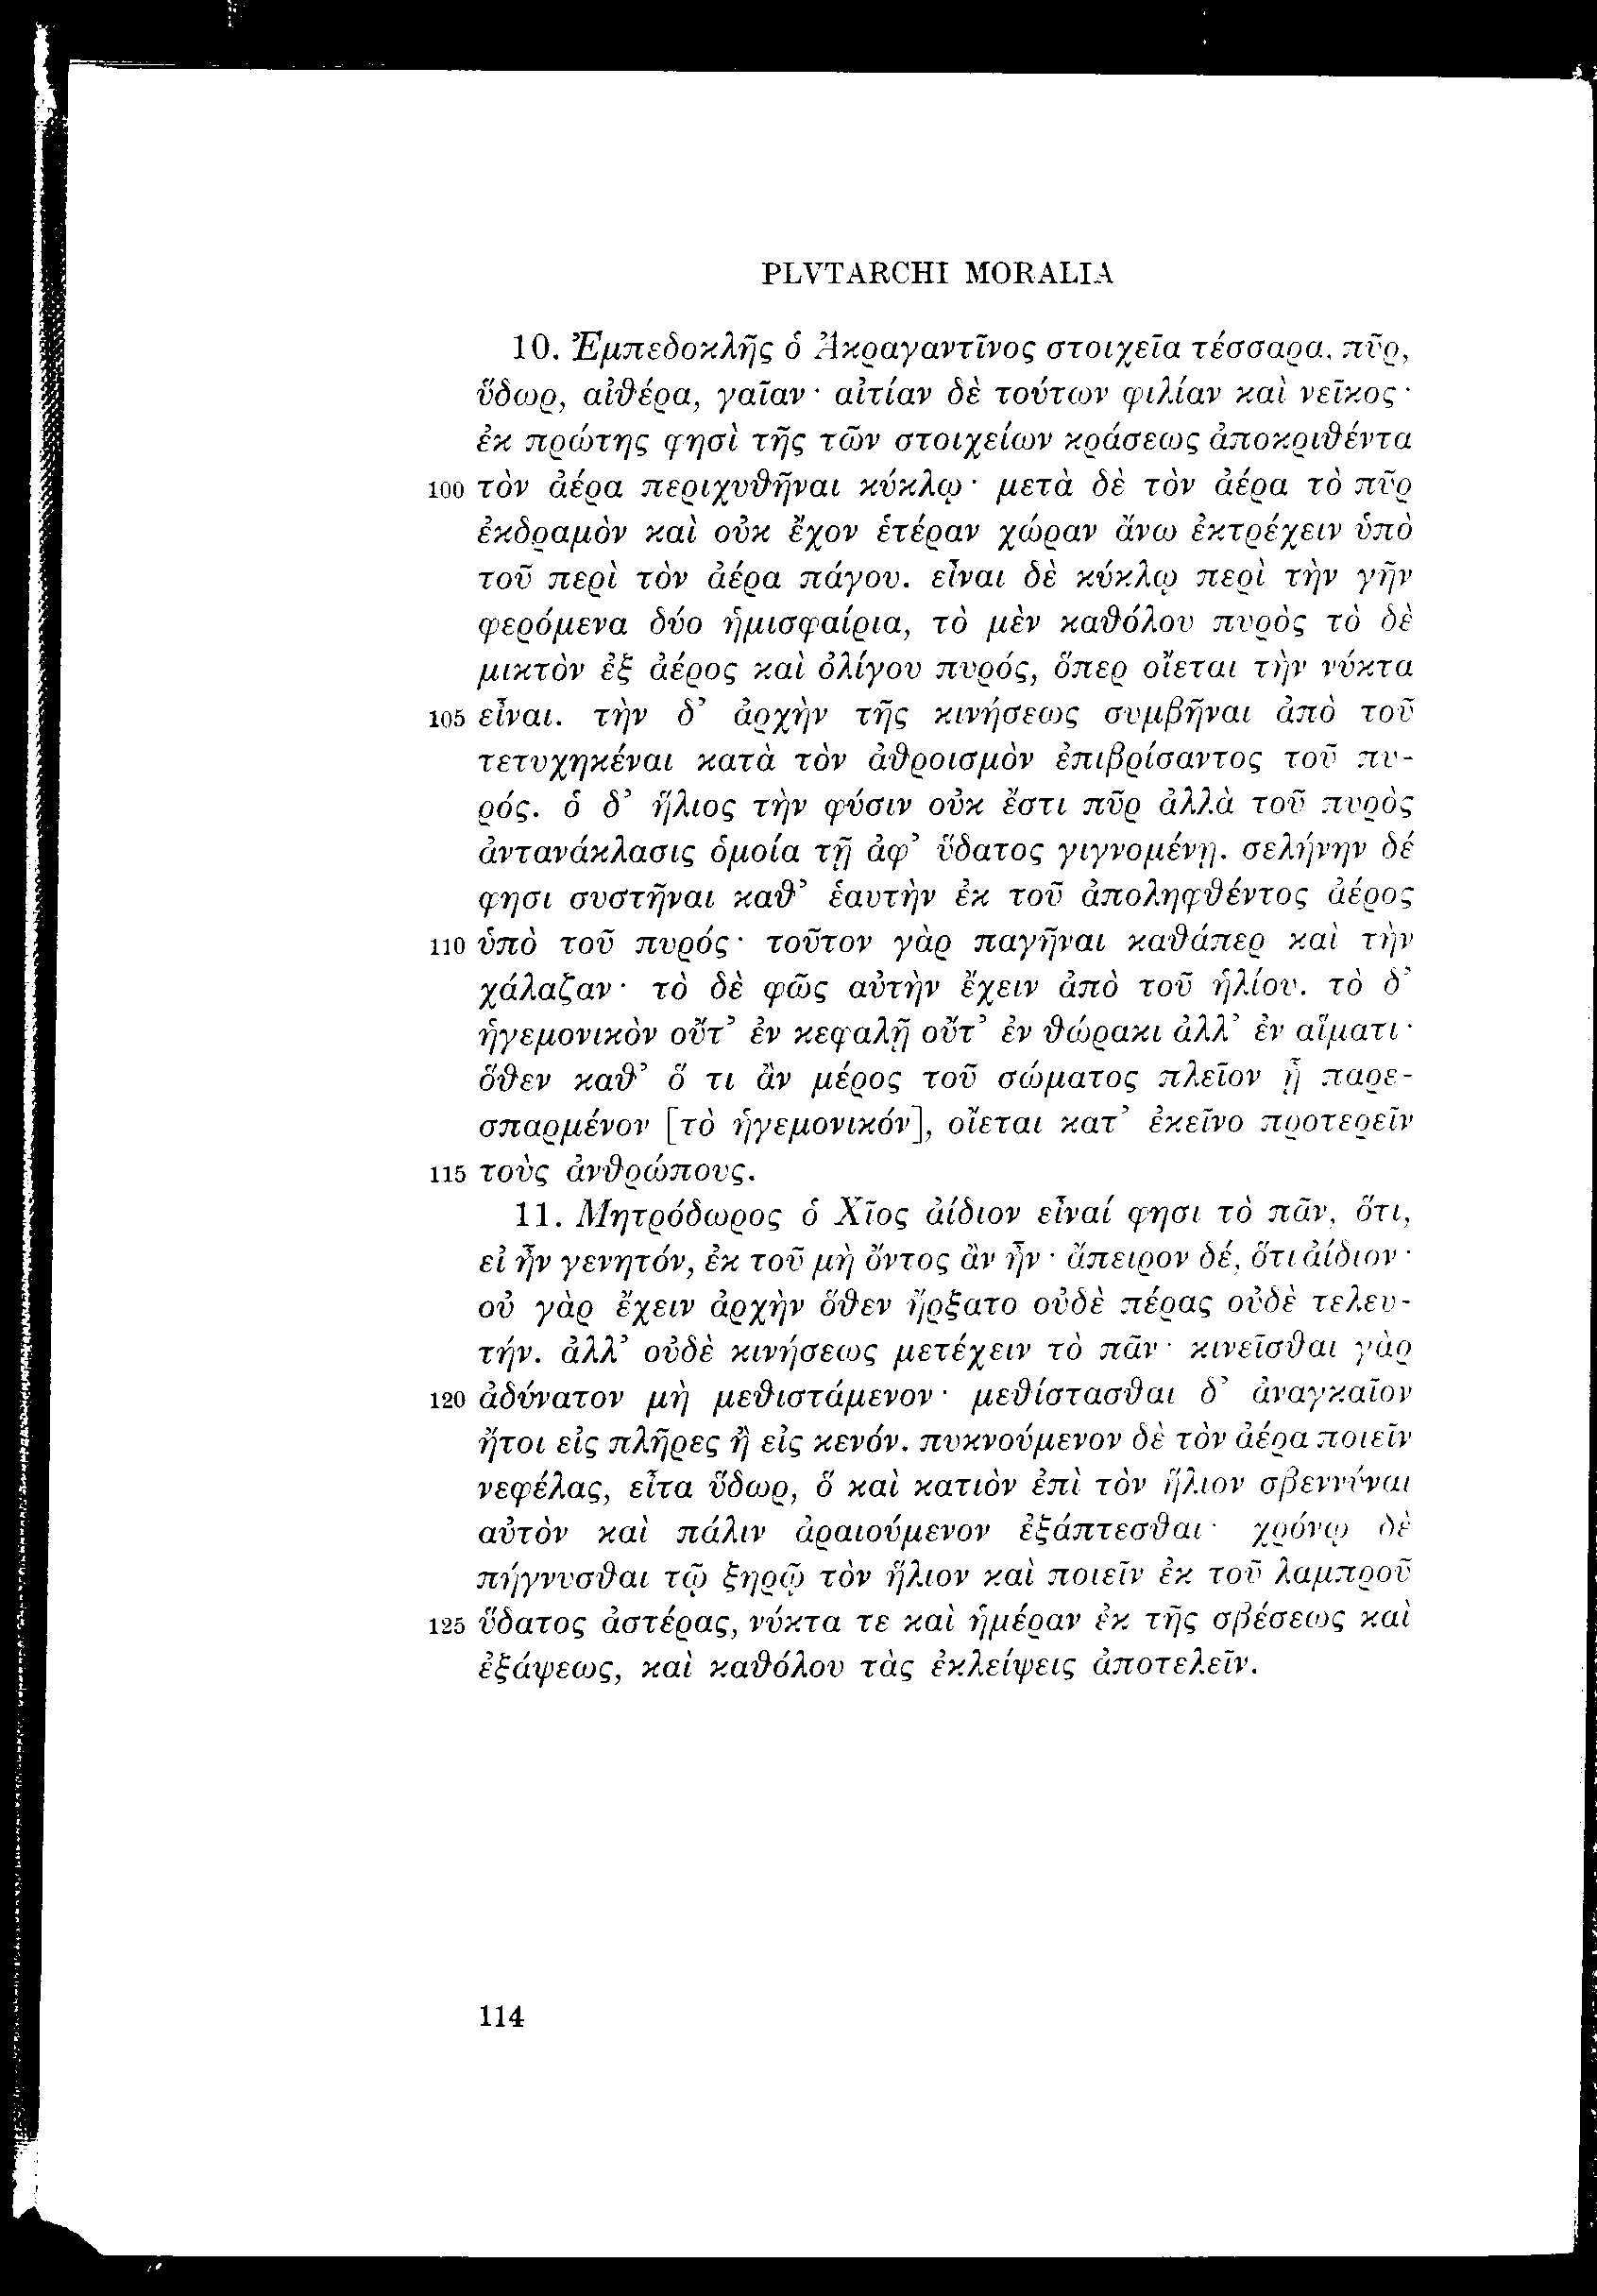 PLVTARCHI MORALIA
10. Ἐμπεδοκλῆς ὁ Ἀκραγαντῖνος στοιχεῖα τέσσαρα, πῦρ,
ὕδωρ, αἰθέρα, γαῖαν· αἰτίαν δὲ τούτων φιλίαν καὶ νεῖκος·
ἐκ πρώτης φησὶ τῆς τῶν στοιχείων κράσεως ἀποκριθέντα
100 τὸν ἀέρα περιχυθῆναι κύκλῳ· μετὰ δὲ τὸν ἀέρα τὸ πῦρ
ἐκδραμὸν καὶ οὐκ ἔχον ἑτέραν χώραν ἄνω ἐκτρέχειν ὑπὸ
τοῦ περὶ τὸν ἀέρα πάγου. εἶναι δὲ κύκλῳ περὶ τὴν γῆν
φερόμενα δύο ἡμισφαίρια, τὸ μὲν καθόλου πυρὸς τὸ δὲ
μικτὸν ἐξ ἀέρος καὶ ὀλίγου πυρός, ὅπερ οἴεται τὴν νύκτα
105 εἶναι. τὴν δ’ ἀρχὴν τῆς κινήσεως συμβῆναι ἀπὸ τοῦ
τετυχηκέναι κατὰ τὸν ἀθροισμὸν ἐπιβρίσαντος τοῦ πυ-
ρός. ὁ δ’ ἥλιος τὴν φύσιν οὐκ ἔστι πῦρ ἀλλὰ τοῦ πυρὸς
ἀντανάκλασις ὁμοία τῇ ἀφ’ ὕδατος γιγνομένῃ. σελήνην δέ
φησι συστῆναι καθ’ ἑαυτὴν ἐκ τοῦ ἀποληφθέντος ἀέρος
110 ὑπὸ τοῦ πυρός· τοῦτον γὰρ παγῆναι καθάπερ καὶ τὴν
χάλαζαν· τὸ δὲ φῶς αὐτὴν ἔχειν ἀπὸ τοῦ ἡλίου. τὸ δ’
ἡγεμονικὸν οὔτ’ ἐν κεφαλῇ οὔτ’ ἐν θώρακι ἀλλ’ ἐν αἵματι·
ὅθεν καθ’ ὅ τι ἂν μέρος τοῦ σώματος πλεῖον ᾖ παρε-
σπαρμένον [τὸ ἡγεμονικόν], οἴεται κατ’ ἐκεῖνο προτερεῖν
115 τοὺς ἀνθρώπους.
11. Μητρόδωρος ὁ Χῖος ἀίδιον εἶναί φησι τὸ πᾶν, ὅτι,
εἰ ἦν γενητόν, ἐκ τοῦ μὴ ὄντος ἂν ἦν· ἄπειρον δέ, ὅτι ἀίδιον·
οὐ γὰρ ἔχειν ἀρχὴν ὅθεν ἤρξατο οὐδὲ πέρας οὐδὲ τελευ-
τήν. ἀλλ’ οὐδὲ κινήσεως μετέχειν τὸ πᾶν· κινεῖσθαι γὰρ
120 ἀδύνατον μὴ μεθιστάμενον· μεθίστασθαι δ’ ἀναγκαῖον
ἤτοι εἰς πλῆρες ἢ εἰς κενόν. πυκνούμενον δὲ τὸν ἀέρα ποιεῖν
νεφέλας, εἶτα ὕδωρ, ὃ καὶ κατιὸν ἐπὶ τὸν ἥλιον σβεννύναι
αὐτὸν καὶ πάλιν ἀραιούμενον ἐξάπτεσθαι· χρόνῳ δὲ
πήγνυσθαι τῷ ξηρῷ τὸν ἥλιον καὶ ποιεῖν ἐκ τοῦ λαμπροῦ
125 ὕδατος ἀστέρας, νύκτα τε καὶ ἡμέραν ἐκ τῆς σβέσεως καὶ
ἐξάψεως, καὶ καθόλου τὰς ἐκλείψεις ἀποτελεῖν.
114